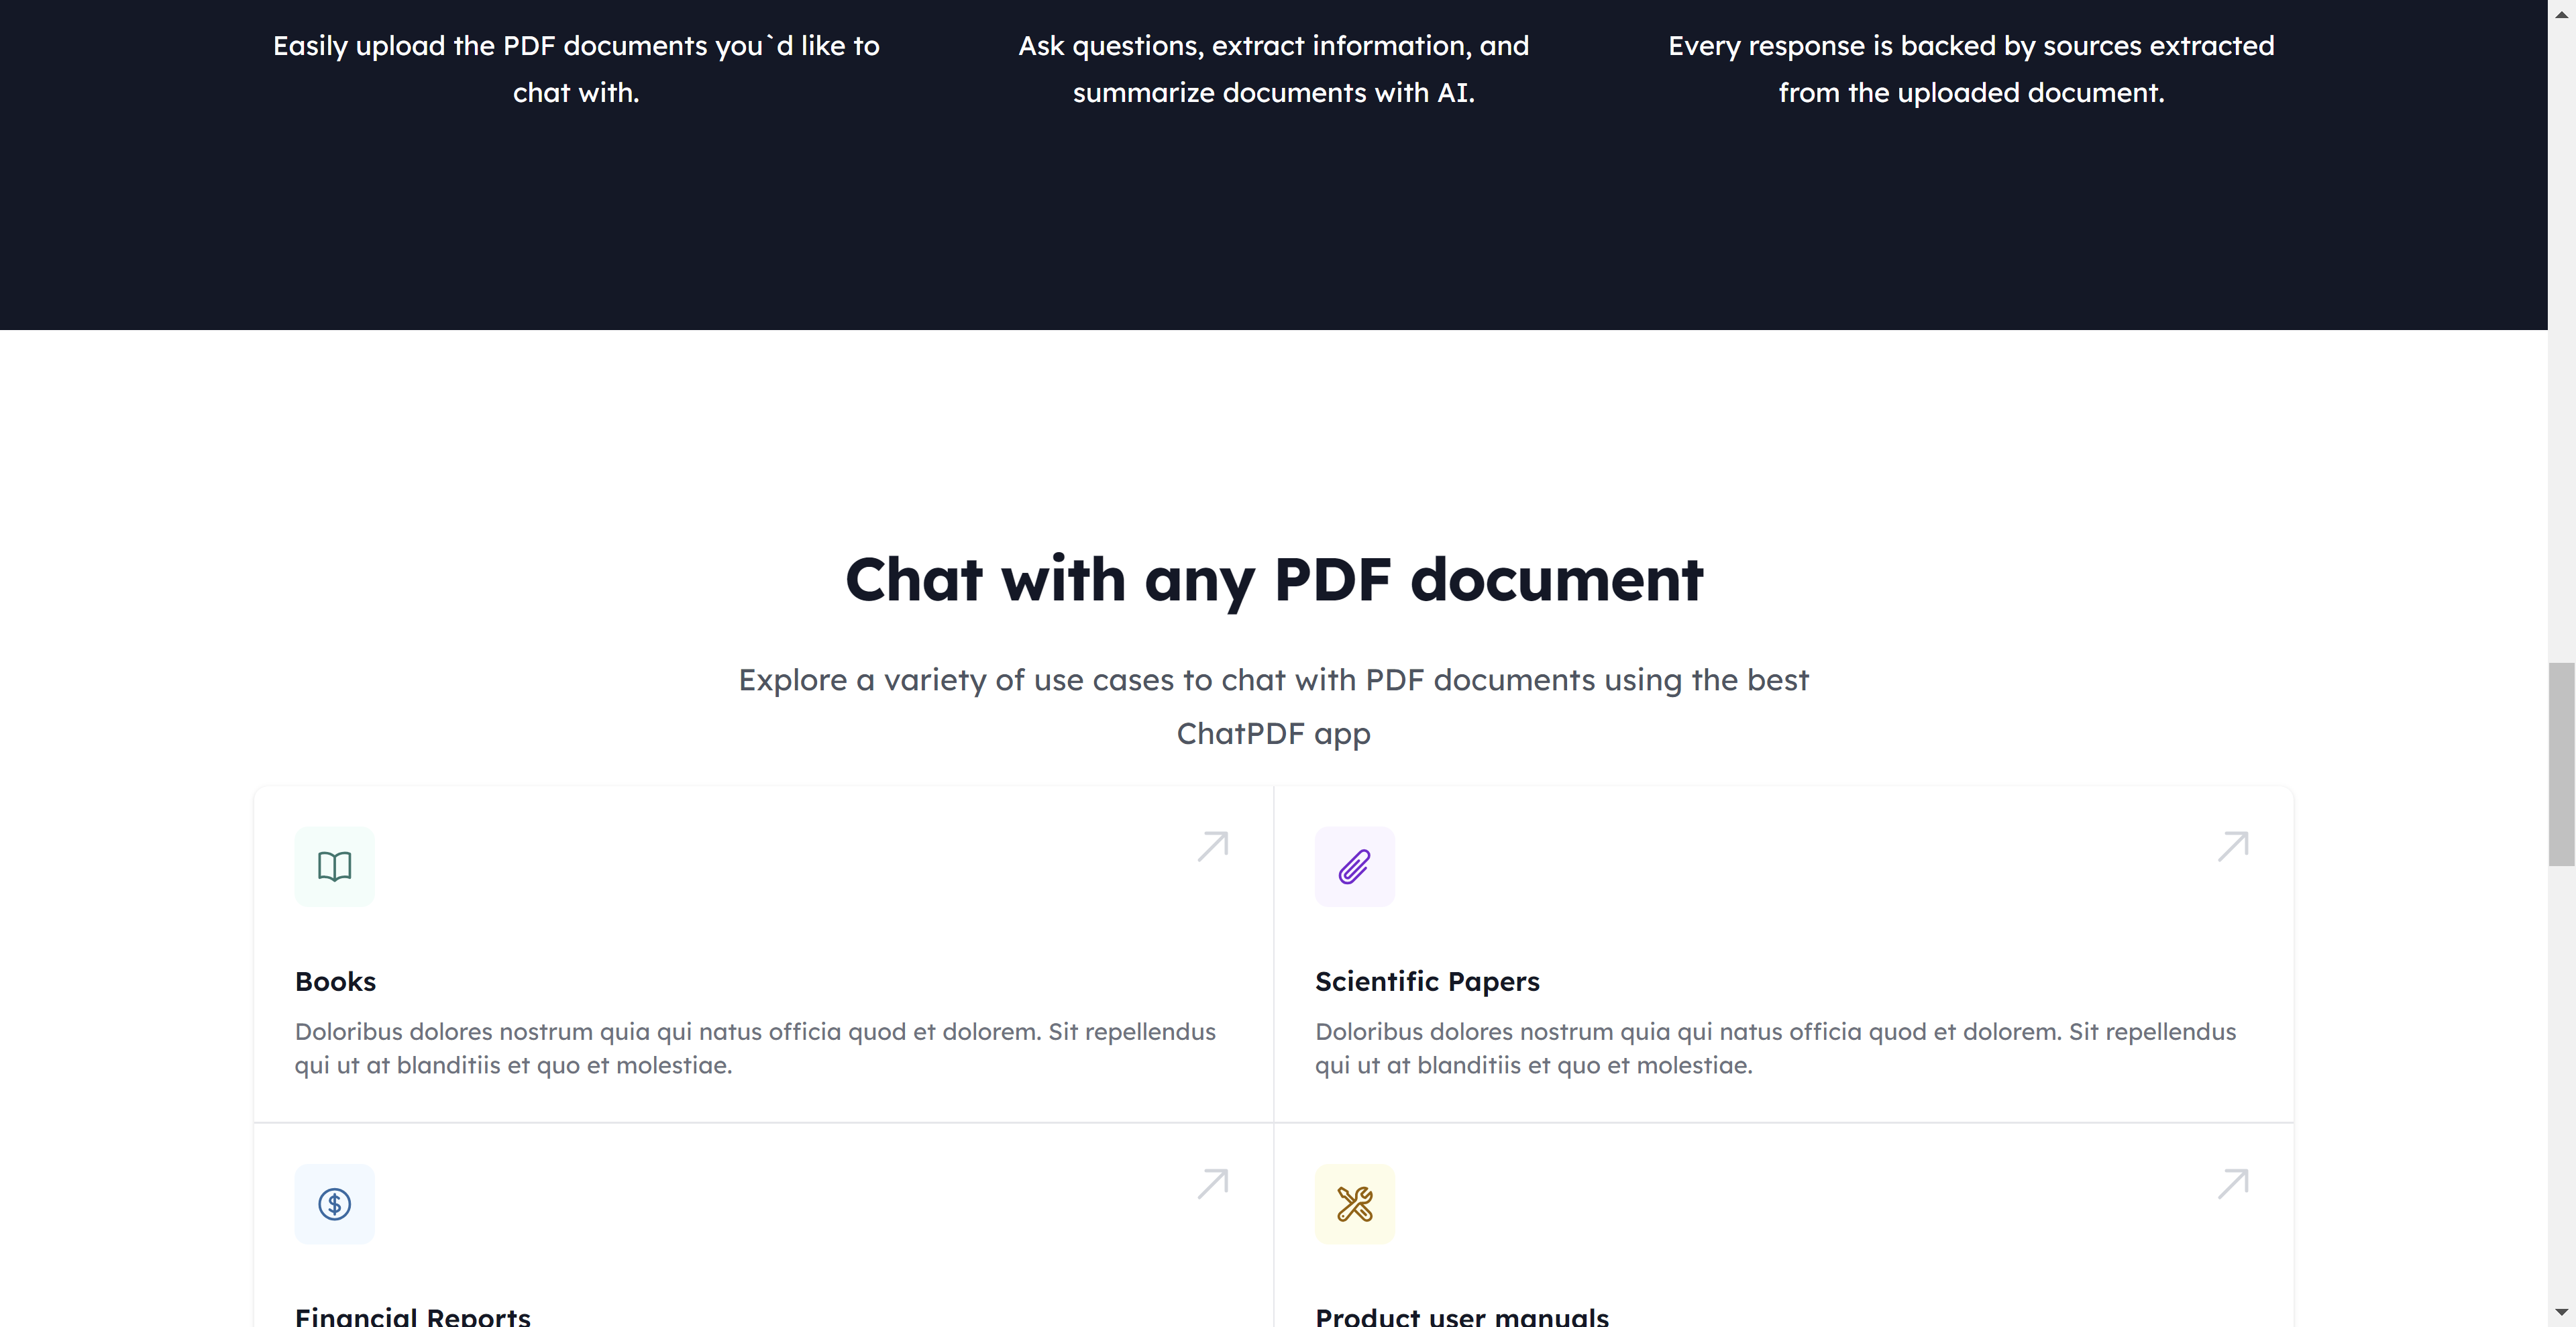 Easily upload the PDF documents you`d like to
chat with.
Ask questions, extract information, and
summarize documents with AI.
Every response is backed by sources extracted
from the uploaded document.
Chat with any PDF document
Explore a variety of use cases to chat with PDF documents using the best
ChatPDF app
Books
Doloribus dolores nostrum quia qui natus officia quod et dolorem. Sit repellendus
qui ut at blanditiis et quo et molestiae.
Scientific Papers
Doloribus dolores nostrum quia qui natus officia quod et dolorem. Sit repellendus
qui ut at blanditiis et quo et molestiae.
Financial Reports
Product user manuals